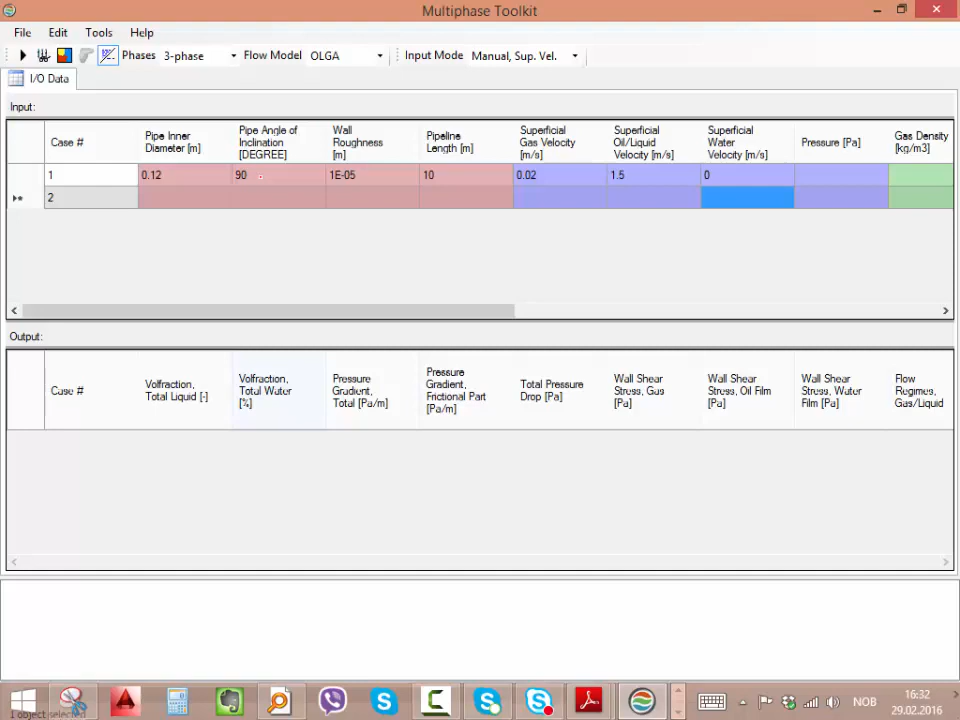 Multiphase Toolkit
File Edit Tools Help
Phases 3-phase Flow Model OLGA Input Mode Manual, Sup. Vel.
I/O Data
Input:
Case # Pipe Inner Diameter [m] Pipe Angle of Inclination [DEGREE] Wall Roughness [m] Pipeline Length [m] Superficial Gas Velocity [m/s] Superficial Oil/Liquid Velocity [m/s] Superficial Water Velocity [m/s] Pressure [Pa] Gas Density [kg/m3]
1 0.12 90 1E-05 10 0.02 1.5 0
2
Output:
Case # Volfraction, Total Liquid [-] Volfraction, Total Water [%] Pressure Gradient, Total [Pa/m] Pressure Gradient, Frictional Part [Pa/m] Total Pressure Drop [Pa] Wall Shear Stress, Gas [Pa] Wall Shear Stress, Oil Film [Pa] Wall Shear Stress, Water Film [Pa] Flow Regimes, Gas/Liquid
NOB 16:32
29.02.2016
1 object selected